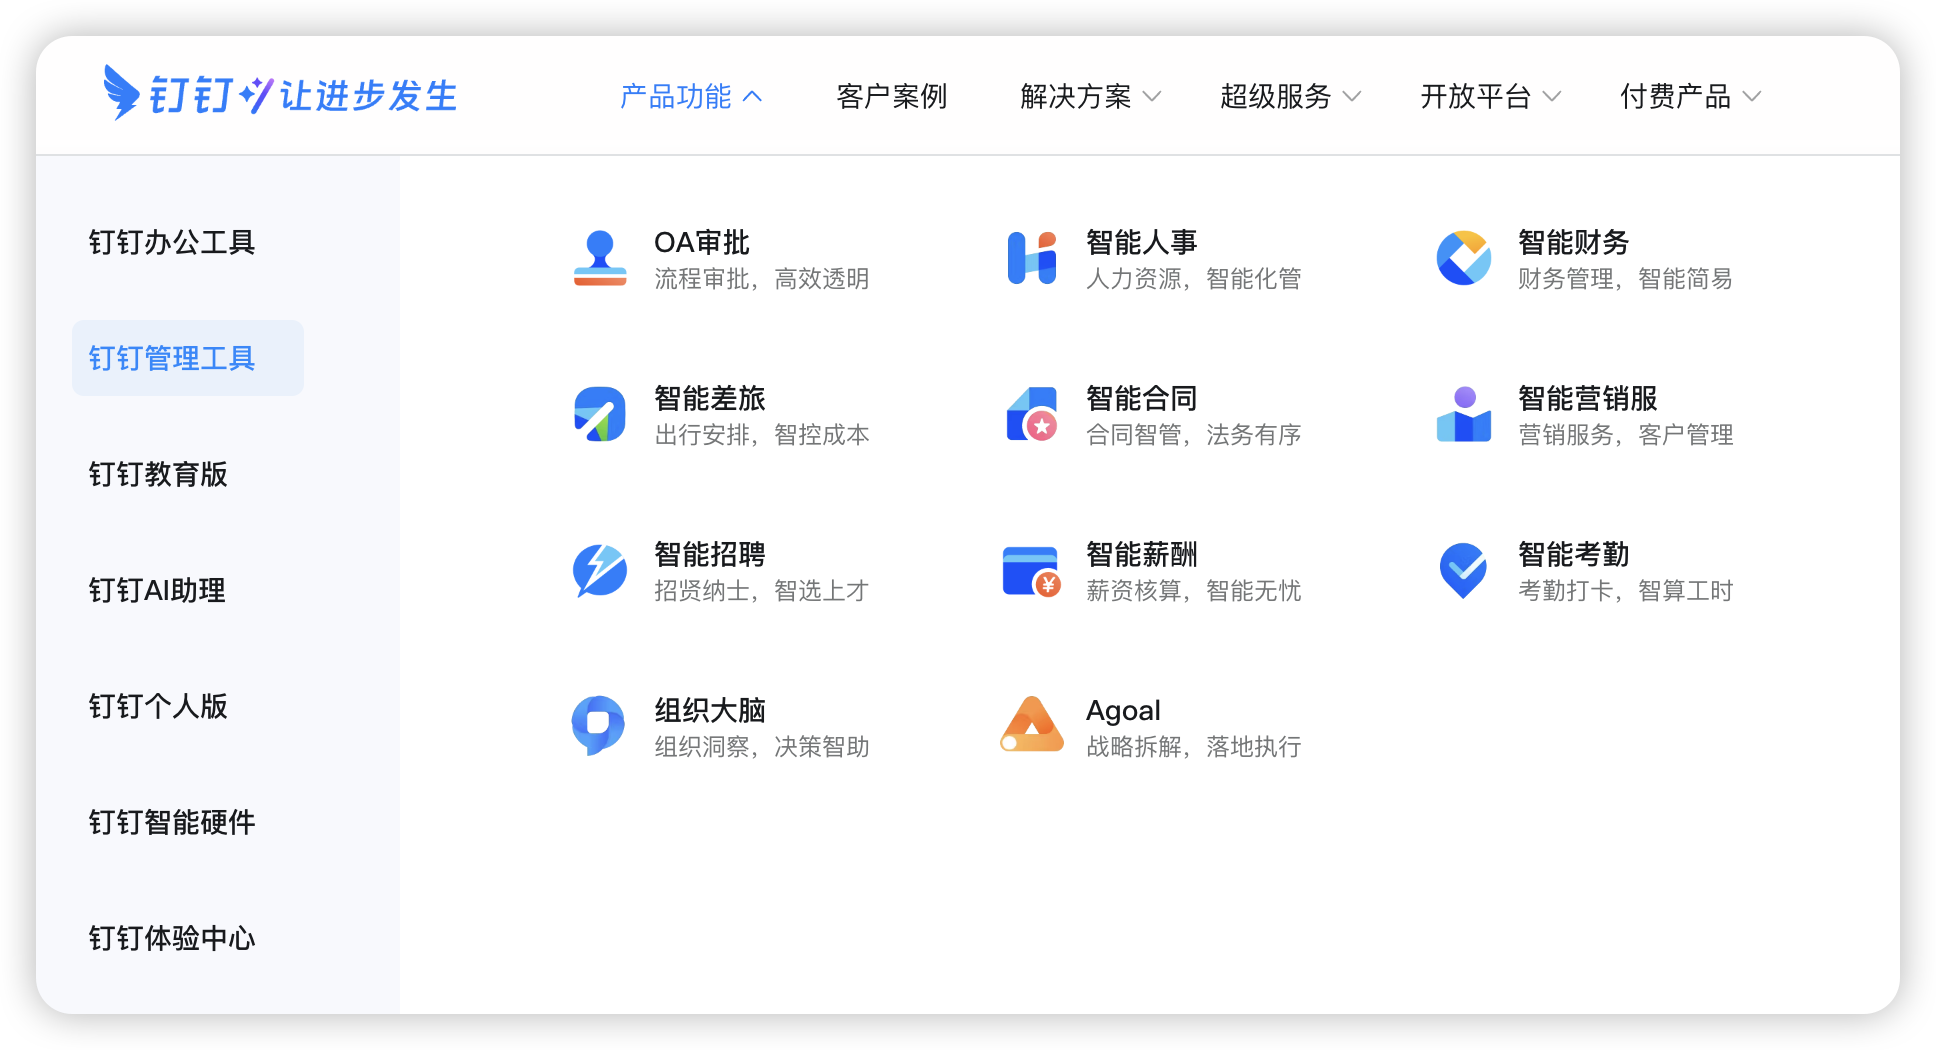 钉钉 让进步发生
产品功能
客户案例
解决方案
超级服务
开放平台
付费产品
钉钉办公工具
钉钉管理工具
钉钉教育版
钉钉AI助理
钉钉个人版
钉钉智能硬件
钉钉体验中心
OA审批
流程审批，高效透明
智能人事
人力资源，智能化管
智能财务
财务管理，智能简易
智能差旅
出行安排，智控成本
智能合同
合同智管，法务有序
智能营销服
营销服务，客户管理
智能招聘
招贤纳士，智选上才
智能薪酬
薪资核算，智能无忧
智能考勤
考勤打卡，智算工时
组织大脑
组织洞察，决策智助
Agoal
战略拆解，落地执行